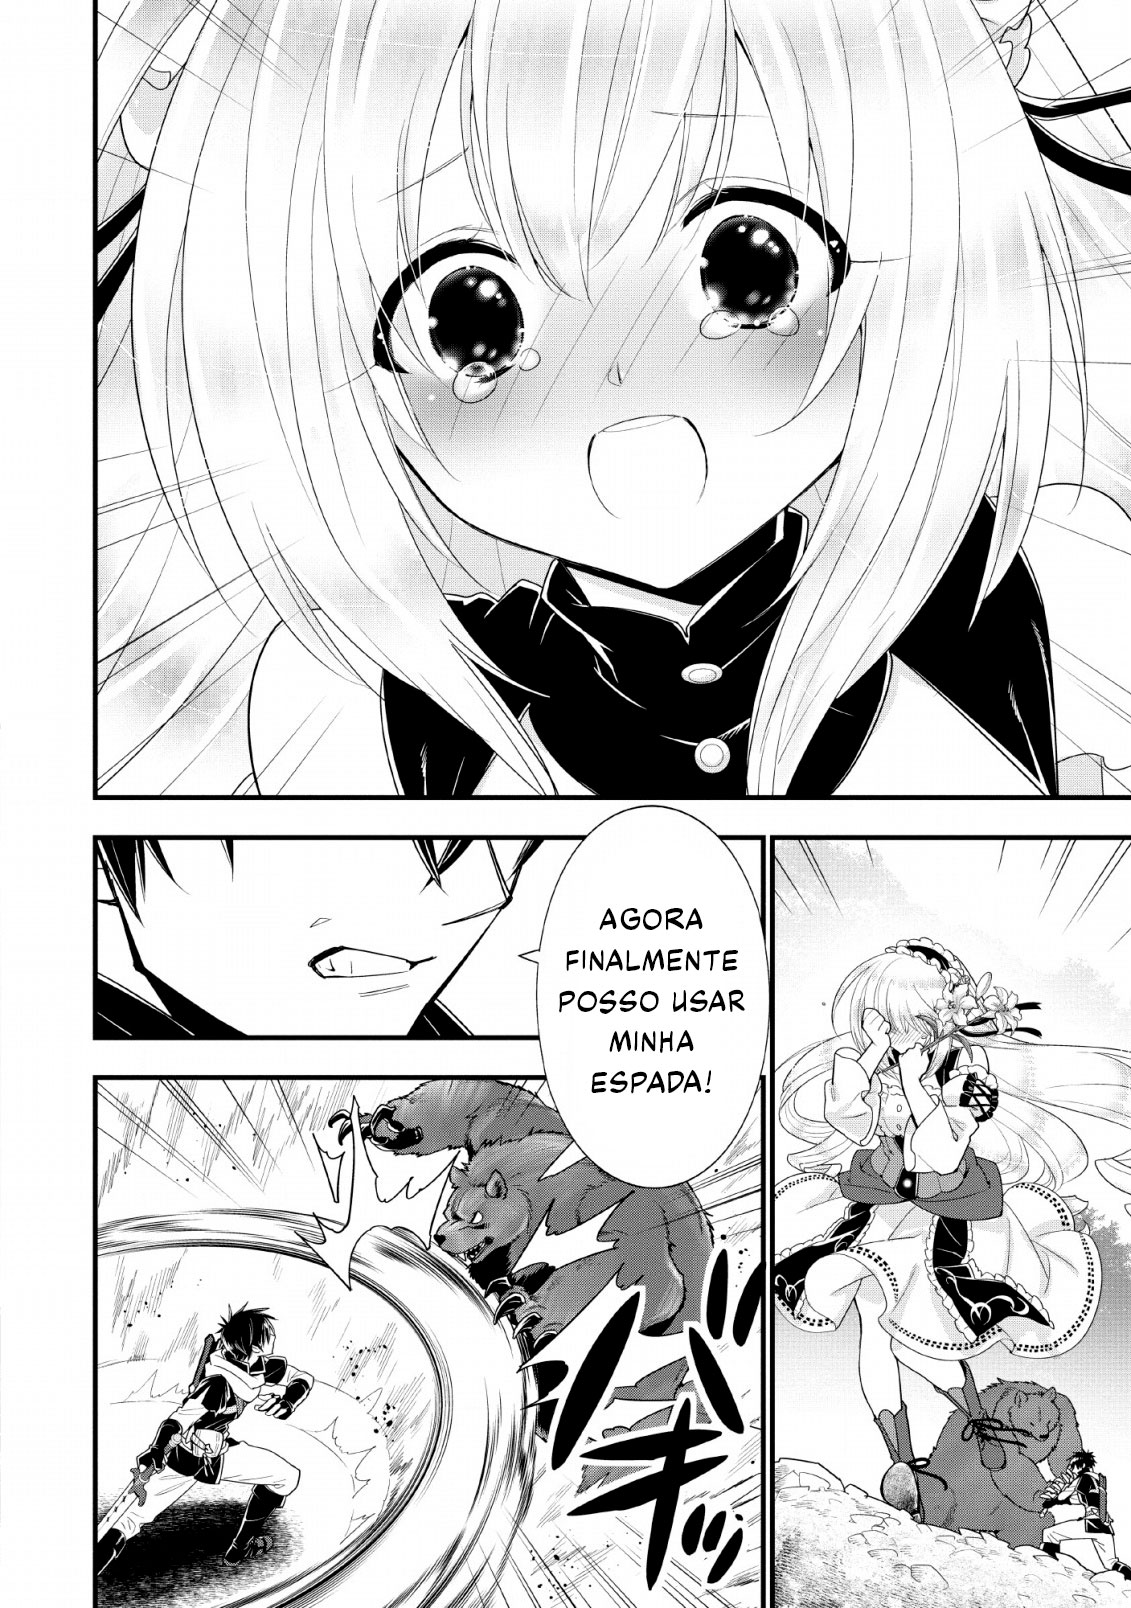 AGORA
FINALMENTE
POSSO USAR
MINHA
ESPADA!
バギッ